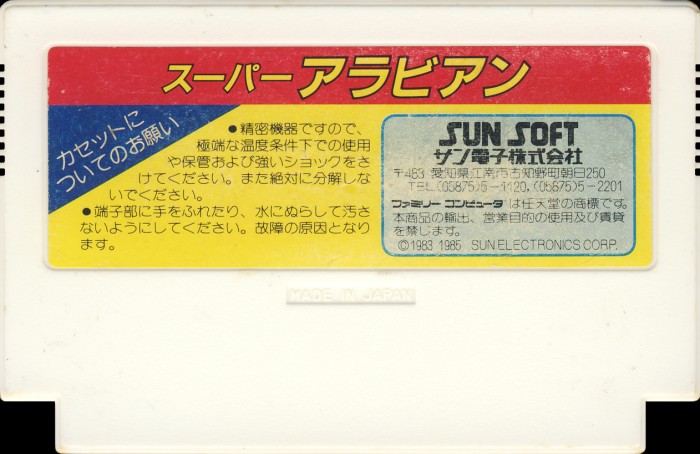 スーパーアラビアン
カセットに
ついてのお願い
●精密機器ですので、
極端な温度条件下での使用
や保管および強いショックをさ
けてください。また絶対に分解しな
いでください。
●端子部に手をふれたり、水にぬらして汚さ
ないようにしてください。故障の原因となり
ます。
SUN SOFT
サン電子株式会社
〒483 愛知県江南市古知野町朝日250
TEL.(05875)5-1120,(05875)5-2201
ファミリーコンピュータは任天堂の商標です。
本商品の輸出、営業目的の使用及び賃貸
を禁じます。
©1983 1985 SUN ELECTRONICS CORP.
MADE IN JAPAN